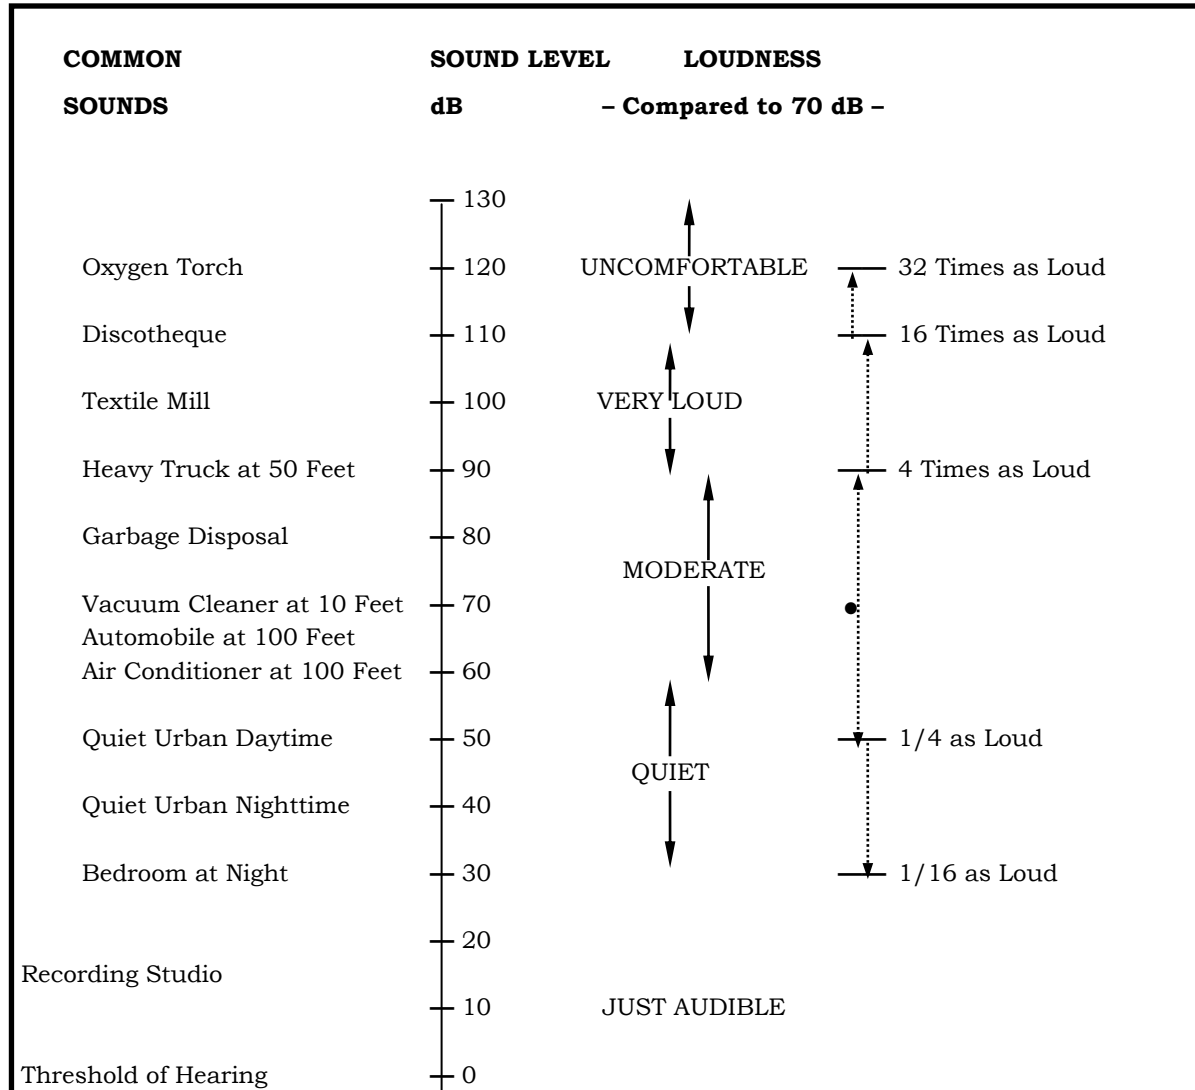 COMMON SOUND LEVEL LOUDNESS
SOUNDS dB – Compared to 70 dB –
130
Oxygen Torch 120 UNCOMFORTABLE 32 Times as Loud
Discotheque 110 16 Times as Loud
Textile Mill 100 VERY LOUD
Heavy Truck at 50 Feet 90 4 Times as Loud
Garbage Disposal 80
MODERATE
Vacuum Cleaner at 10 Feet 70
Automobile at 100 Feet
Air Conditioner at 100 Feet 60
Quiet Urban Daytime 50 1/4 as Loud
QUIET
Quiet Urban Nighttime 40
Bedroom at Night 30 1/16 as Loud
20
Recording Studio
10 JUST AUDIBLE
Threshold of Hearing 0